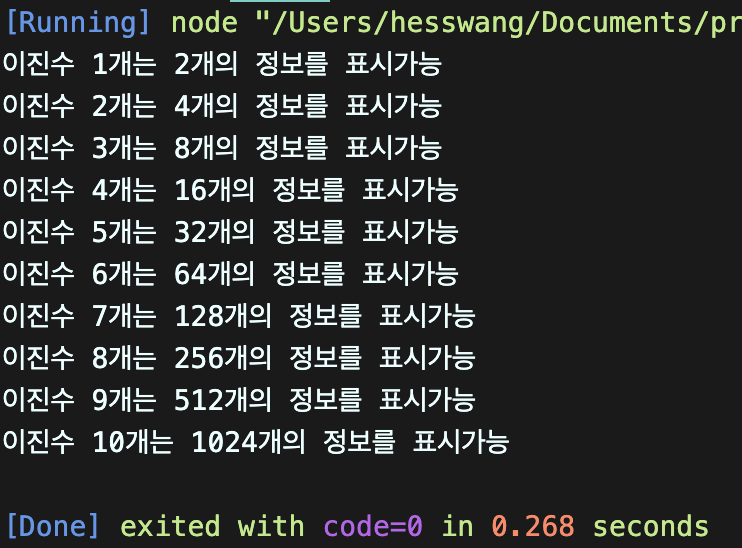 [Running] node "/Users/hesswang/Documents/pr
이진수 1개는 2개의 정보를 표시가능
이진수 2개는 4개의 정보를 표시가능
이진수 3개는 8개의 정보를 표시가능
이진수 4개는 16개의 정보를 표시가능
이진수 5개는 32개의 정보를 표시가능
이진수 6개는 64개의 정보를 표시가능
이진수 7개는 128개의 정보를 표시가능
이진수 8개는 256개의 정보를 표시가능
이진수 9개는 512개의 정보를 표시가능
이진수 10개는 1024개의 정보를 표시가능
[Done] exited with code=0 in 0.268 seconds